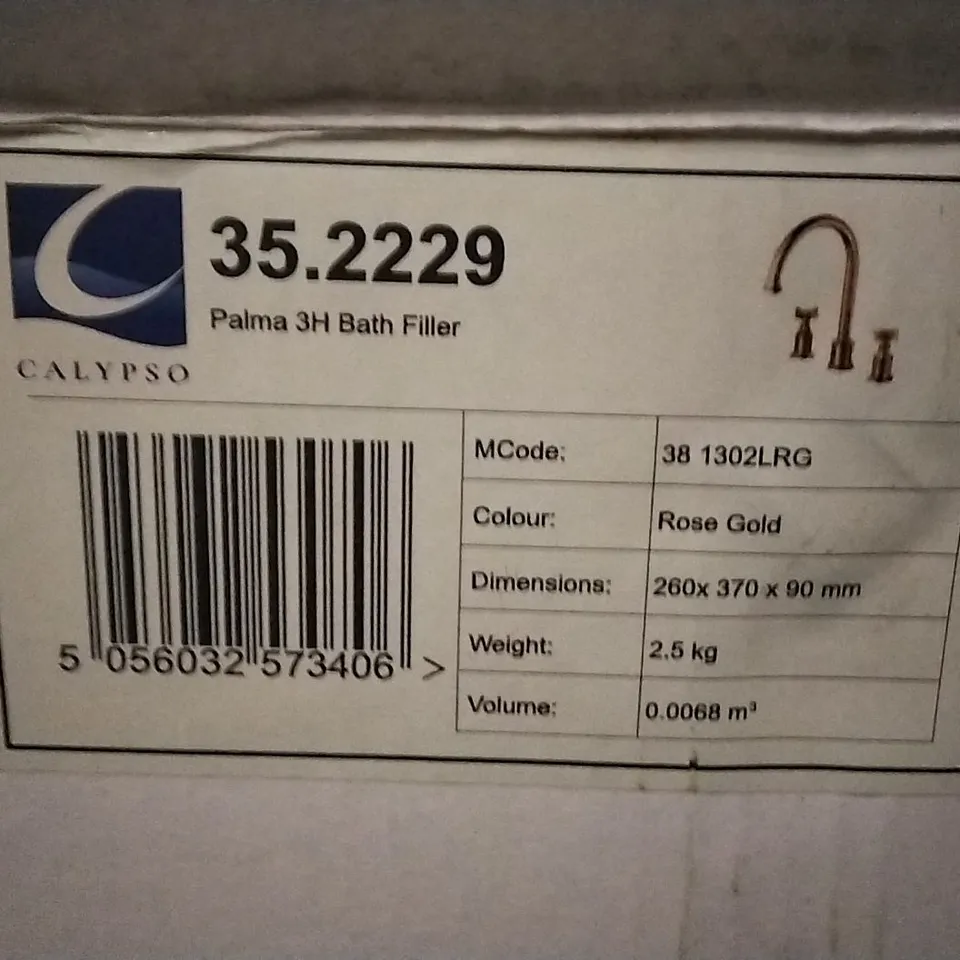 35.2229
Palma 3H Bath Filler
CALYPSO
MCode: 38 1302LRG
Colour: Rose Gold
Dimensions: 260x 370 x 90 mm
Weight: 2.5 kg
Volume: 0.0068 m³
5 056032 573406 >